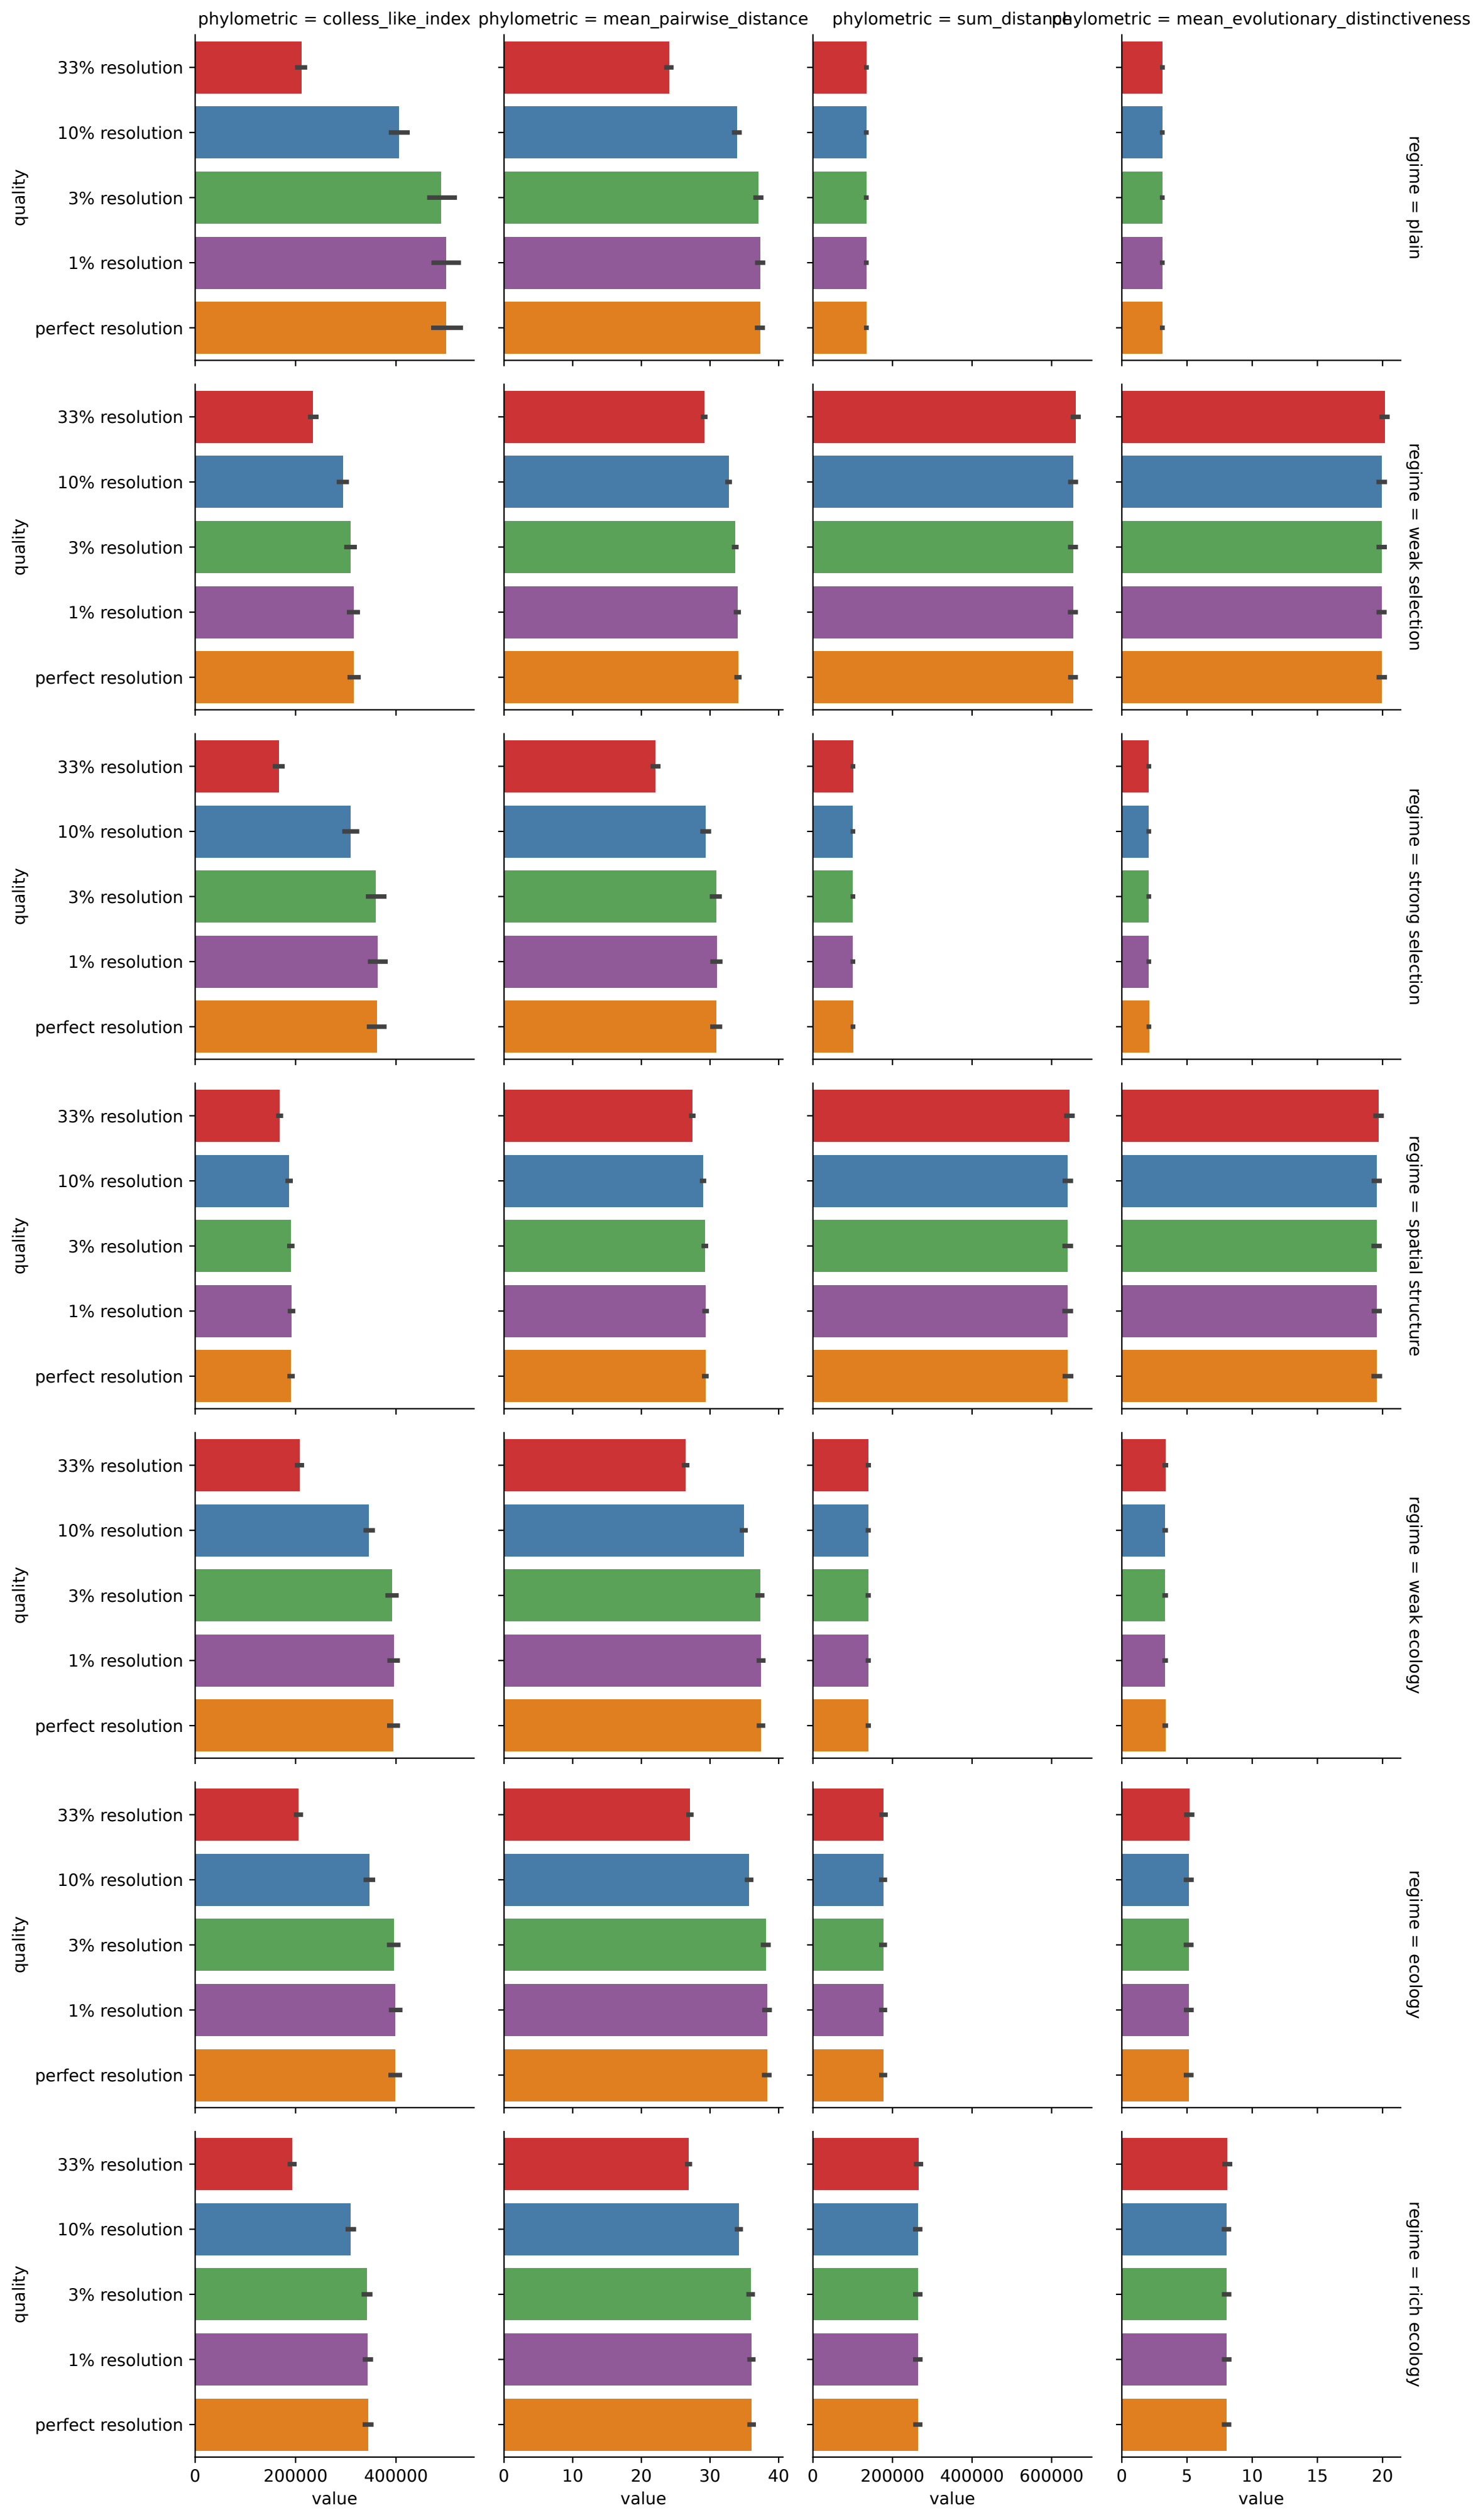 phylometric = colless_like_index
phylometric = mean_pairwise_distance
phylometric = sum_distance
phylometric = mean_evolutionary_distinctiveness
33% resolution
10% resolution
3% resolution
1% resolution
perfect resolution
quality
regime = plain
33% resolution
10% resolution
3% resolution
1% resolution
perfect resolution
quality
regime = weak selection
33% resolution
10% resolution
3% resolution
1% resolution
perfect resolution
quality
regime = strong selection
33% resolution
10% resolution
3% resolution
1% resolution
perfect resolution
quality
regime = spatial structure
33% resolution
10% resolution
3% resolution
1% resolution
perfect resolution
quality
regime = weak ecology
33% resolution
10% resolution
3% resolution
1% resolution
perfect resolution
quality
regime = ecology
33% resolution
10% resolution
3% resolution
1% resolution
perfect resolution
quality
regime = rich ecology
0 200000 400000
0 10 20 30 40
0 200000 400000 600000
0 5 10 15 20
value
value
value
value